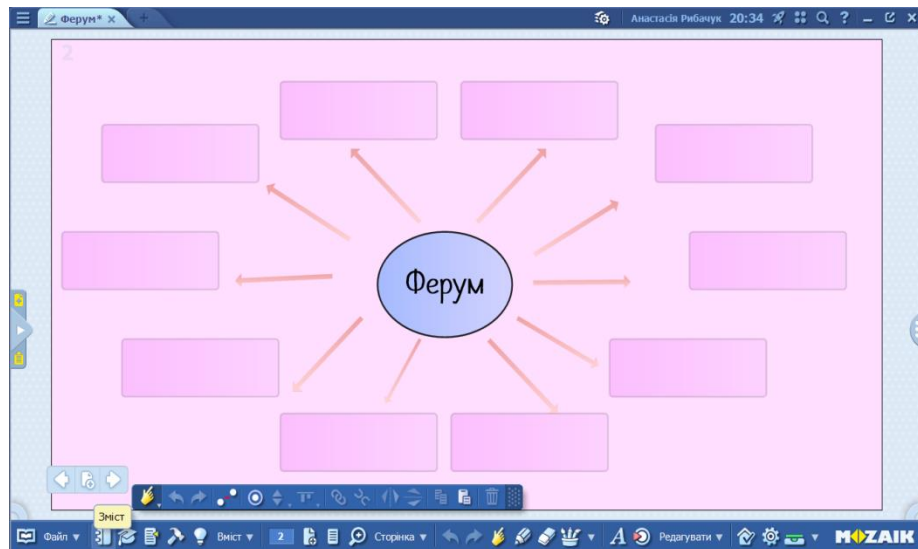 Ферум* x +
Анастасія Рибачук 20:34 ? x
2
Ферум
Зміст
Файл Вміст 2 Сторінка A Редагувати MOZAIK